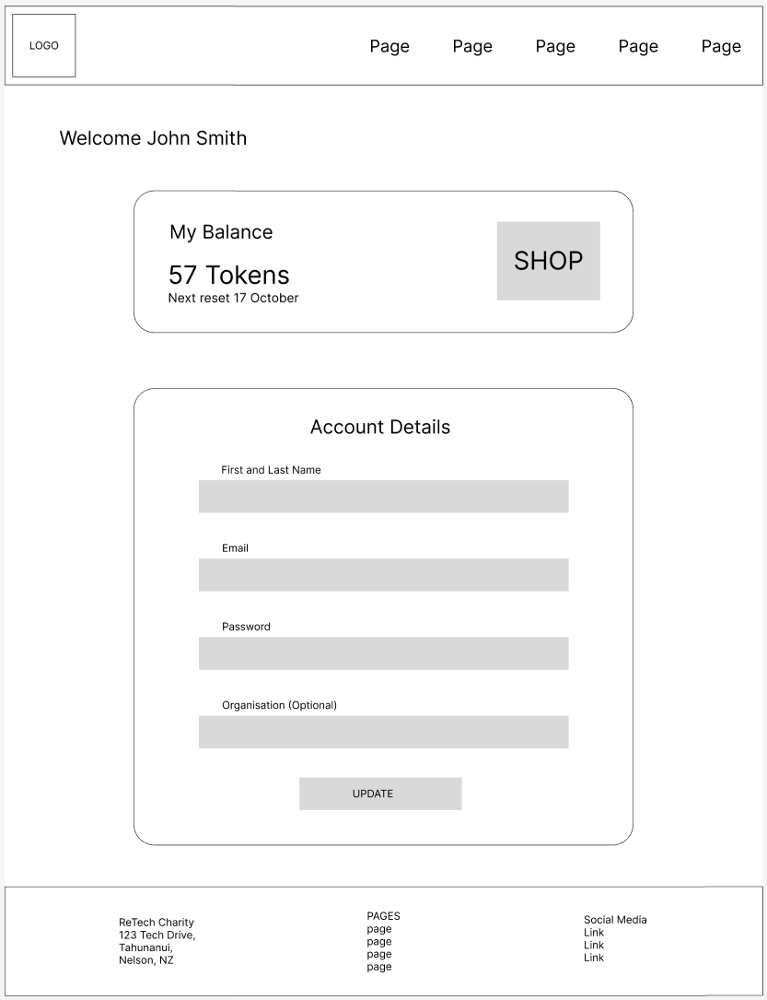 LOGO
Page Page Page Page Page
Welcome John Smith
My Balance
57 Tokens
Next reset 17 October
SHOP
Account Details
First and Last Name
Email
Password
Organisation (Optional)
UPDATE
ReTech Charity
123 Tech Drive,
Tahunanui,
Nelson, NZ
PAGES
page
page
page
page
Social Media
Link
Link
Link